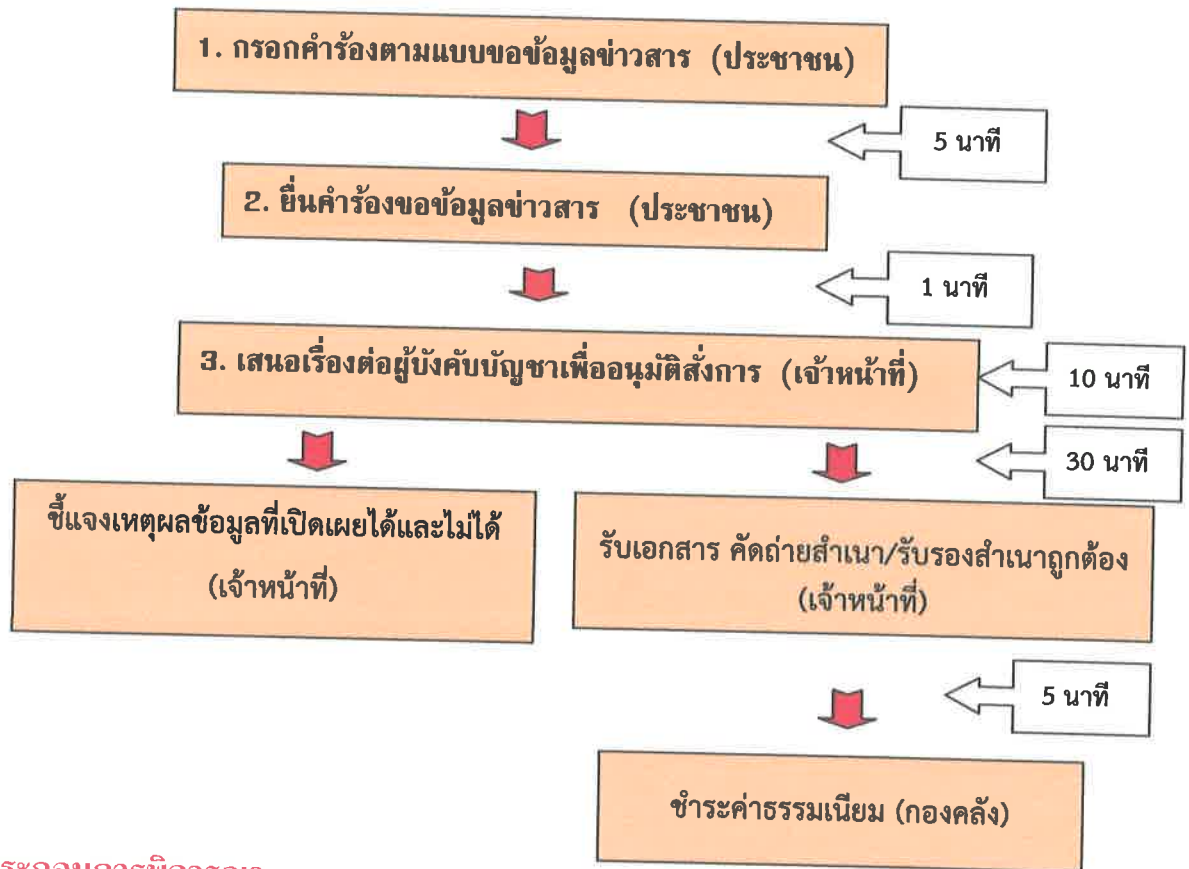 1. กรอกคำร้องตามแบบขอข้อมูลข่าวสาร (ประชาชน)
5 นาที
2. ยื่นคำร้องขอข้อมูลข่าวสาร (ประชาชน)
1 นาที
3. เสนอเรื่องต่อผู้บังคับบัญชาเพื่ออนุมัติสั่งการ (เจ้าหน้าที่)
10 นาที
30 นาที
ชี้แจงเหตุผลข้อมูลที่เปิดเผยได้และไม่ได้
(เจ้าหน้าที่)
รับเอกสาร คัดถ่ายสำเนา/รับรองสำเนาถูกต้อง
(เจ้าหน้าที่)
5 นาที
ชำระค่าธรรมเนียม (กองคลัง)